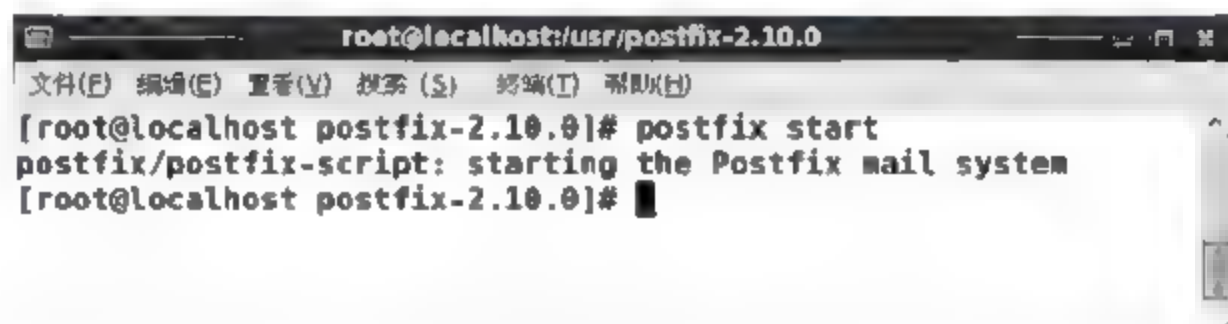 root@localhost:/usr/postfix-2.10.0
文件(F) 编辑(E) 查看(V) 搜索 (S) 终端(T) 帮助(H)
[root@localhost postfix-2.10.0]# postfix start
postfix/postfix-script: starting the Postfix mail system
[root@localhost postfix-2.10.0]#